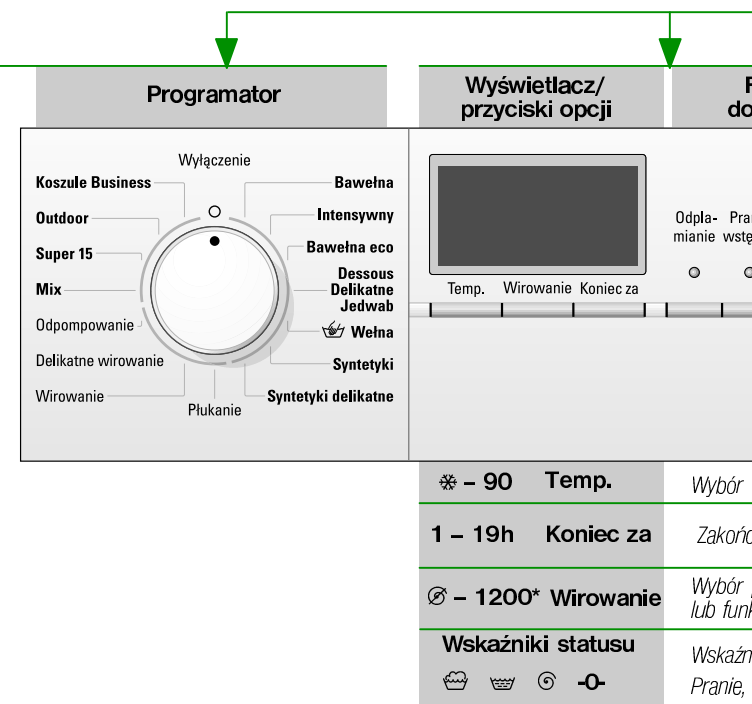 Programator
Wyświetlacz/
przyciski opcji
Wyłączenie
Koszule Business
Outdoor
Super 15
Mix
Odpompowanie
Delikatne wirowanie
Wirowanie
Płukanie
Bawełna
Intensywny
Bawełna eco
Dessous
Delikatne
Jedwab
Wełna
Syntetyki
Syntetyki delikatne
Temp. Wirowanie Koniec za
Odpla-
mianie
– 90 Temp.
Wybór
1 – 19h Koniec za
– 1200* Wirowanie
Wybór
lub
Wskaźniki statusu
-0-
Pranie,